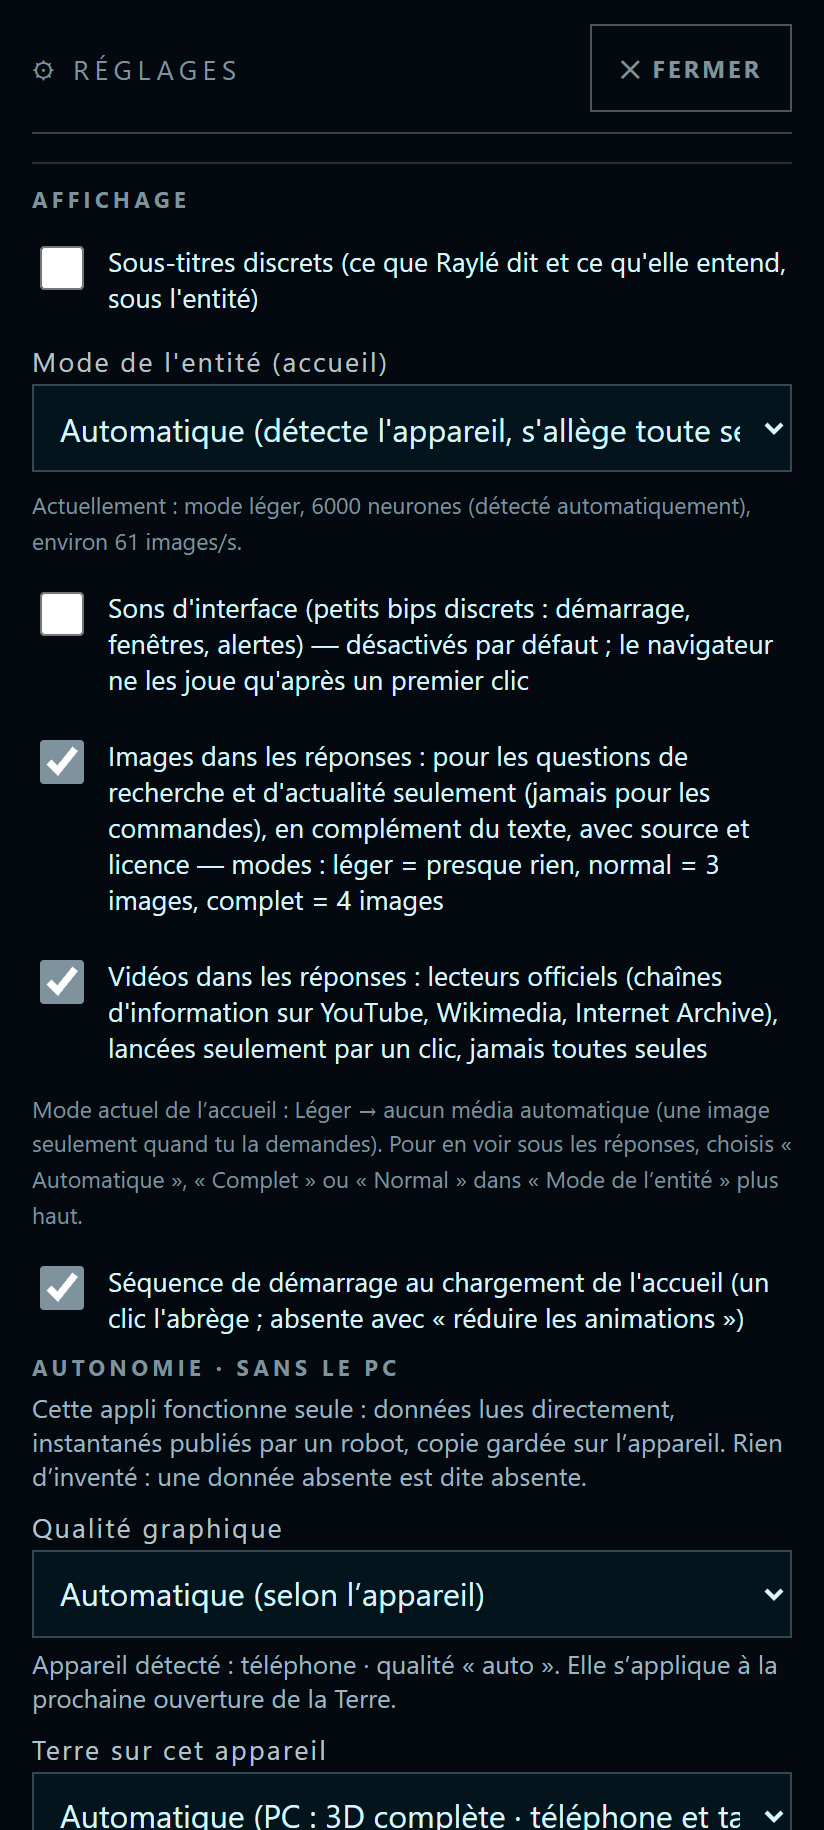 ⚙ RÉGLAGES
✕ FERMER
AFFICHAGE
Sous-titres discrets (ce que Raylé dit et ce qu'elle entend,
sous l'entité)
Mode de l'entité (accueil)
Automatique (détecte l'appareil, s'allège toute se
Actuellement : mode léger, 6000 neurones (détecté automatiquement),
environ 61 images/s.
Sons d'interface (petits bips discrets : démarrage,
fenêtres, alertes) — désactivés par défaut ; le navigateur
ne les joue qu'après un premier clic
Images dans les réponses : pour les questions de
recherche et d'actualité seulement (jamais pour les
commandes), en complément du texte, avec source et
licence — modes : léger = presque rien, normal = 3
images, complet = 4 images
Vidéos dans les réponses : lecteurs officiels (chaînes
d'information sur YouTube, Wikimedia, Internet Archive),
lancées seulement par un clic, jamais toutes seules
Mode actuel de l’accueil : Léger → aucun média automatique (une image
seulement quand tu la demandes). Pour en voir sous les réponses, choisis «
Automatique », « Complet » ou « Normal » dans « Mode de l’entité » plus
haut.
Séquence de démarrage au chargement de l'accueil (un
clic l'abrège ; absente avec « réduire les animations »)
AUTONOMIE · SANS LE PC
Cette appli fonctionne seule : données lues directement,
instantanés publiés par un robot, copie gardée sur l’appareil. Rien
d’inventé : une donnée absente est dite absente.
Qualité graphique
Automatique (selon l’appareil)
Appareil détecté : téléphone · qualité « auto ». Elle s’applique à la
prochaine ouverture de la Terre.
Terre sur cet appareil
Automatique (PC : 3D complète · téléphone et ta